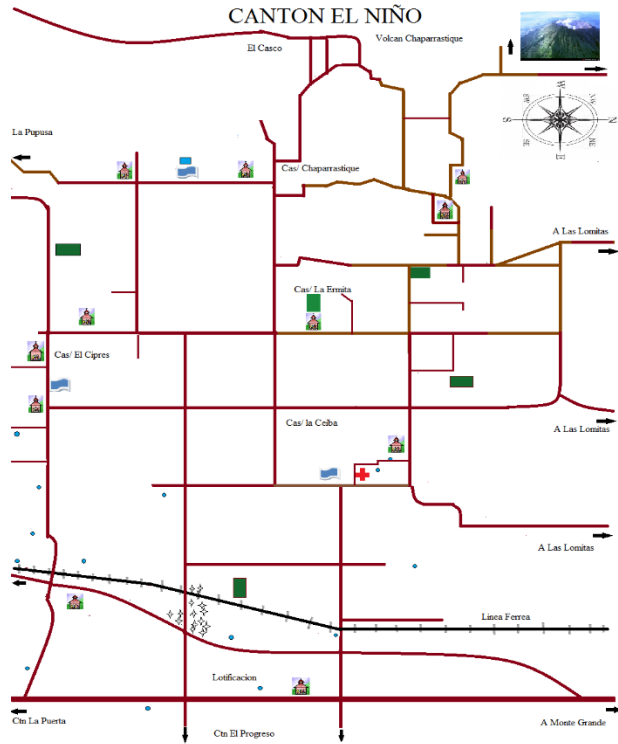 CANTON EL NIÑO
Volcan Chaparrastique
El Casco
W
N
S
La Pupusa
Cas/ Chaparrastique
A Las Lomitas
Cas/ La Ermita
Cas/ El Cipres
Cas/ la Ceiba
A Las Lomitas
A Las Lomitas
Linea Ferrea
Lotificacion
Ctn La Puerta
Ctn El Progreso
A Monte Grande